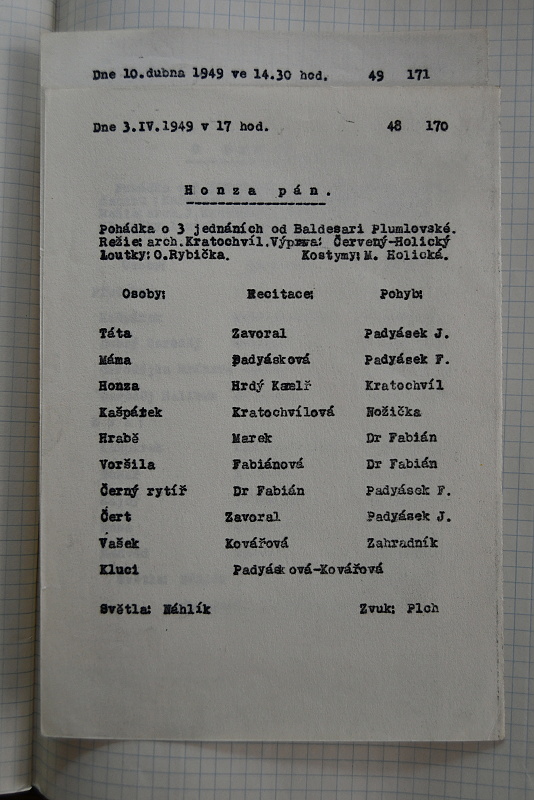 Dne 10.dubna 1949 ve 14.30 hod. 49 171
Dne 3.IV.1949 v 17 hod. 48 170
Honza pán.
Pohádka o 3 jednáních od Baldesari Plumlovské.
Režie: arch.Kratochvíl.Výprava: Červený-Holický
Loutky: O.Rybička. Kostymy: M. Holická.
Osoby: Recitace: Pohyb:
Táta Zavoral Padyásek J.
Máma Padyásková Padyásek F.
Honza Hrdý Kratochvíl
Kašpárek Kratochvílová Nožička
Hrabě Marek Dr Fabián
Voršila Fabiánová Dr Fabián
Černý rytíř Dr Fabián Padyásek F.
Čert Zavoral Padyásek J.
Vašek Kovářová Zahradník
Kluci Padyásková-Kovářová
Světla: Náhlík Zvuk: Plch